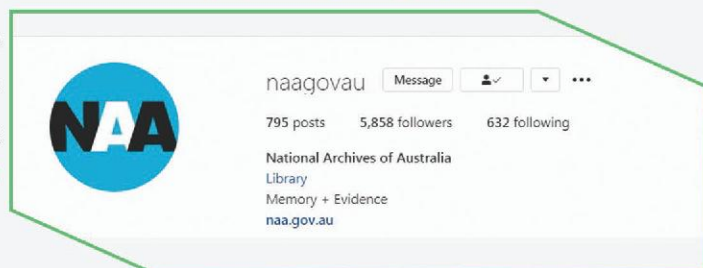 NAA
naagovau Message
795 posts 5,858 followers 632 following
National Archives of Australia
Library
Memory + Evidence
naa.gov.au